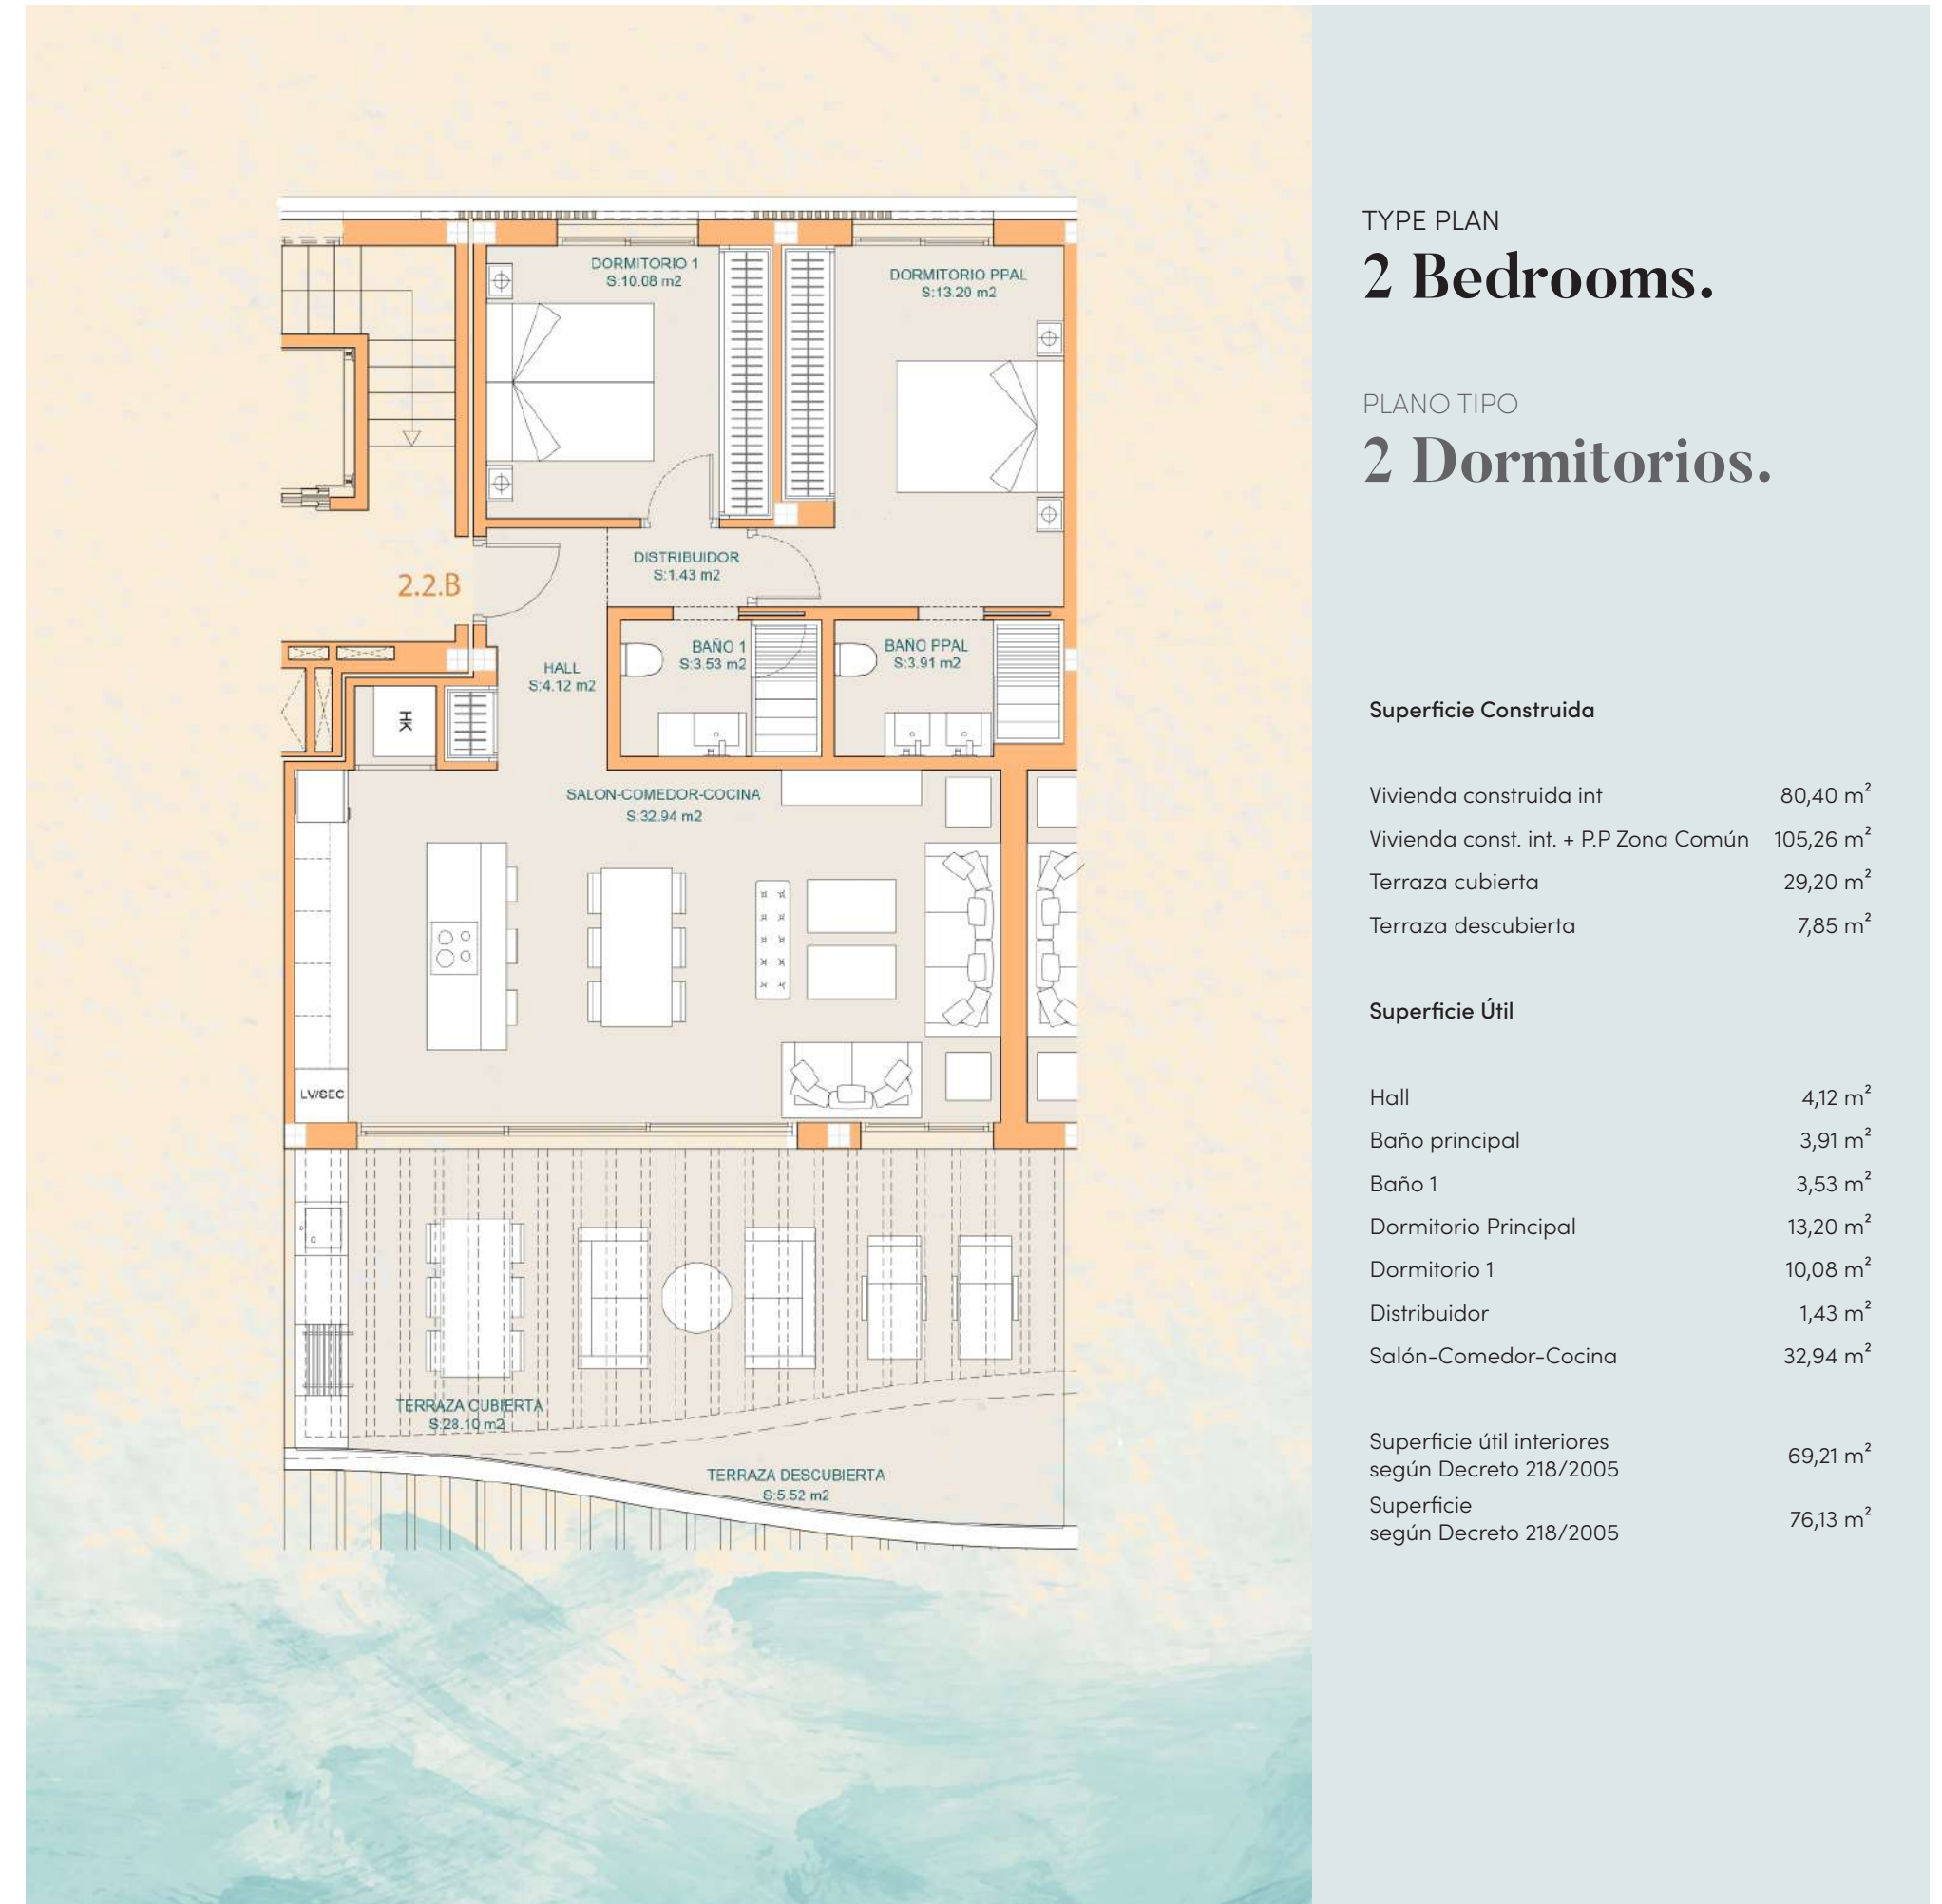 DORMITORIO 1
S:10.08 m2
DORMITORIO PPAL
S:13.20 m2
DISTRIBUIDOR
S:1.43 m2
2.2.B
BAÑO 1
S:3.53 m2
BAÑO PPAL
S:3.91 m2
HALL
S:4.12 m2
HK
SALON-COMEDOR-COCINA
S:32.94 m2
LV/SEC
TERRAZA CUBIERTA
S:28.10 m2
TERRAZA DESCUBIERTA
S:5.52 m2
TYPE PLAN
2 Bedrooms.
PLANO TIPO
2 Dormitorios.
Superficie Construida
Vivienda construida int 80,40 m²
Vivienda const. int. + P.P Zona Común 105,26 m²
Terraza cubierta 29,20 m²
Terraza descubierta 7,85 m²
Superficie Útil
Hall 4,12 m²
Baño principal 3,91 m²
Baño 1 3,53 m²
Dormitorio Principal 13,20 m²
Dormitorio 1 10,08 m²
Distribuidor 1,43 m²
Salón-Comedor-Cocina 32,94 m²
Superficie útil interiores
según Decreto 218/2005 69,21 m²
Superficie
según Decreto 218/2005 76,13 m²